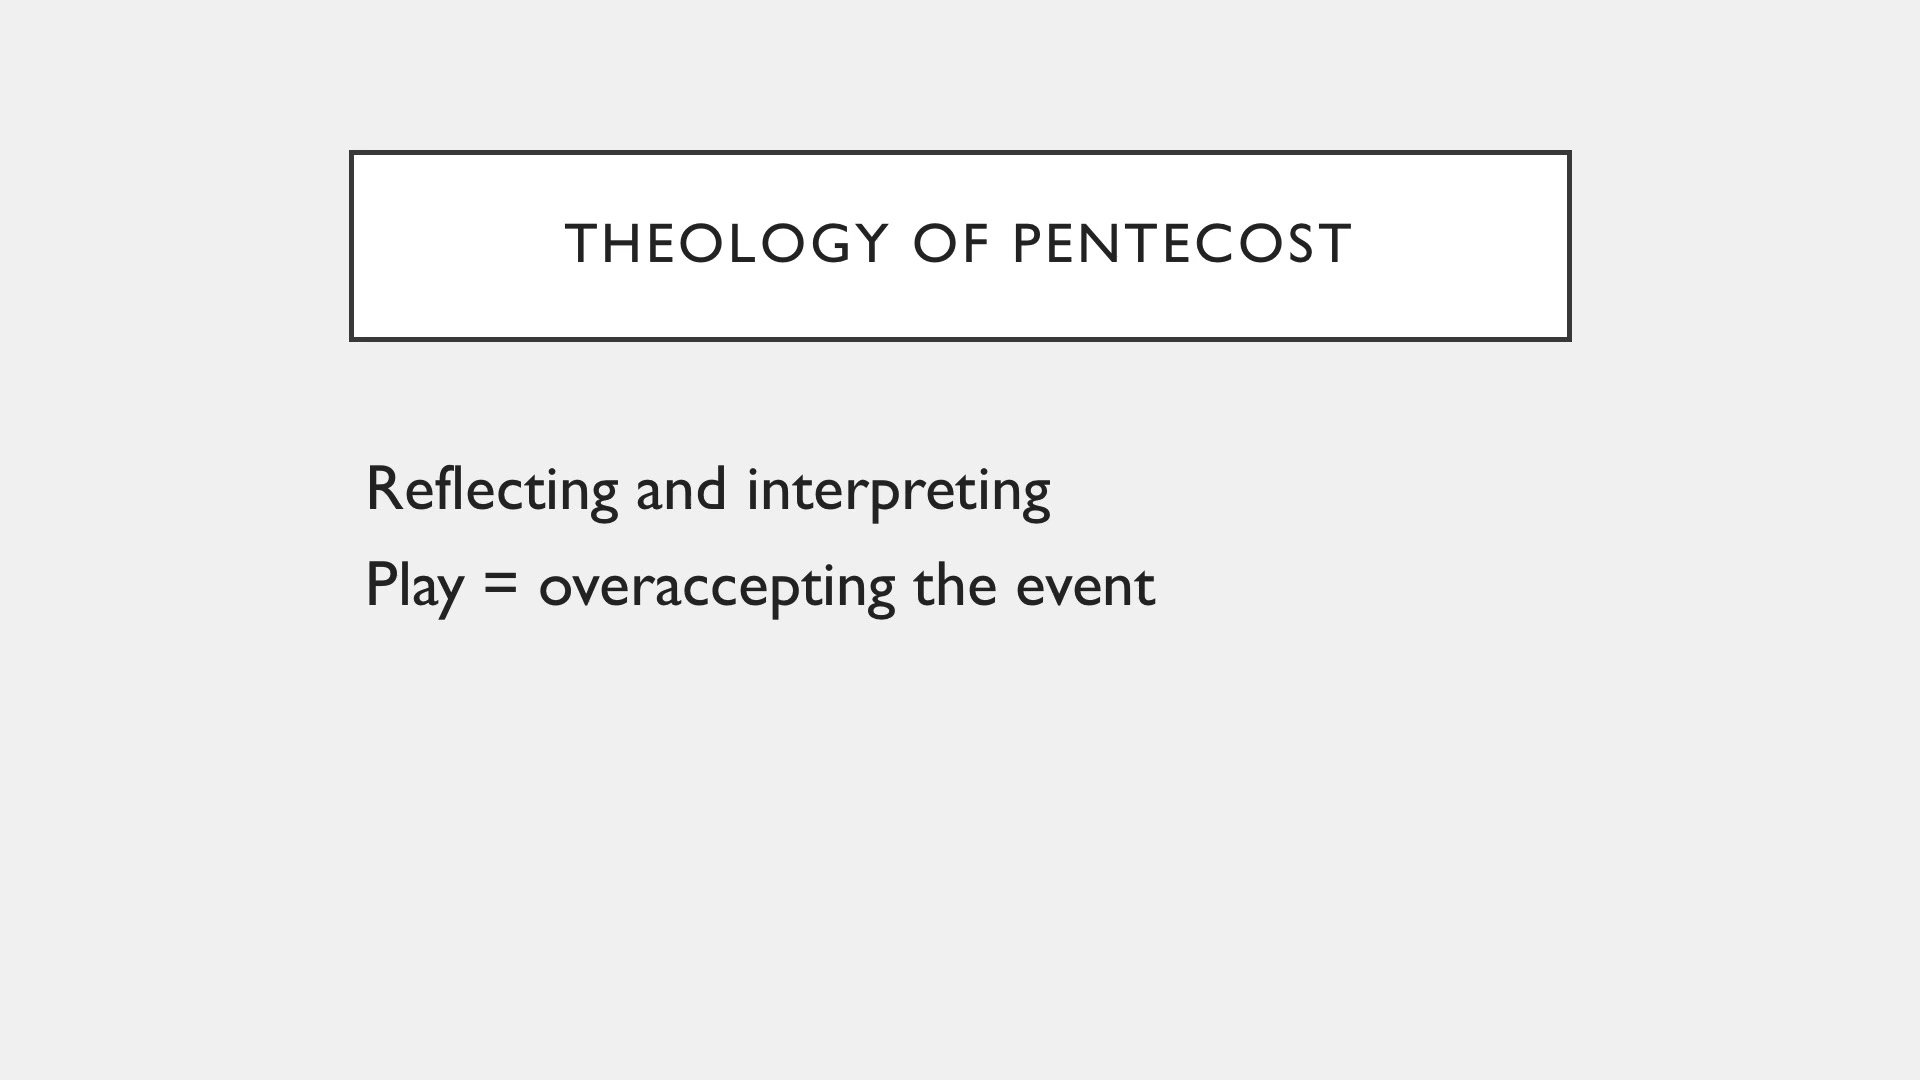 THEOLOGY OF PENTECOST
Reflecting and interpreting
Play = overaccepting the event